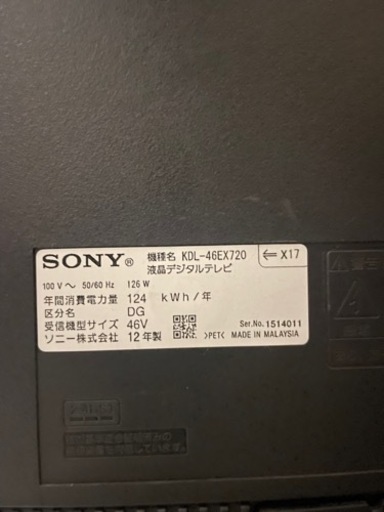 SONY® 機種名 KDL-46EX720 ⇐ X17
液晶デジタルテレビ
100 V～ 50/60 Hz 126 W
年間消費電力量 124 kWh/年
区分名 DG
受信機型サイズ 46V Ser.No. 1514011
ソニー株式会社 12年製 >PET< MADE IN MALAYSIA